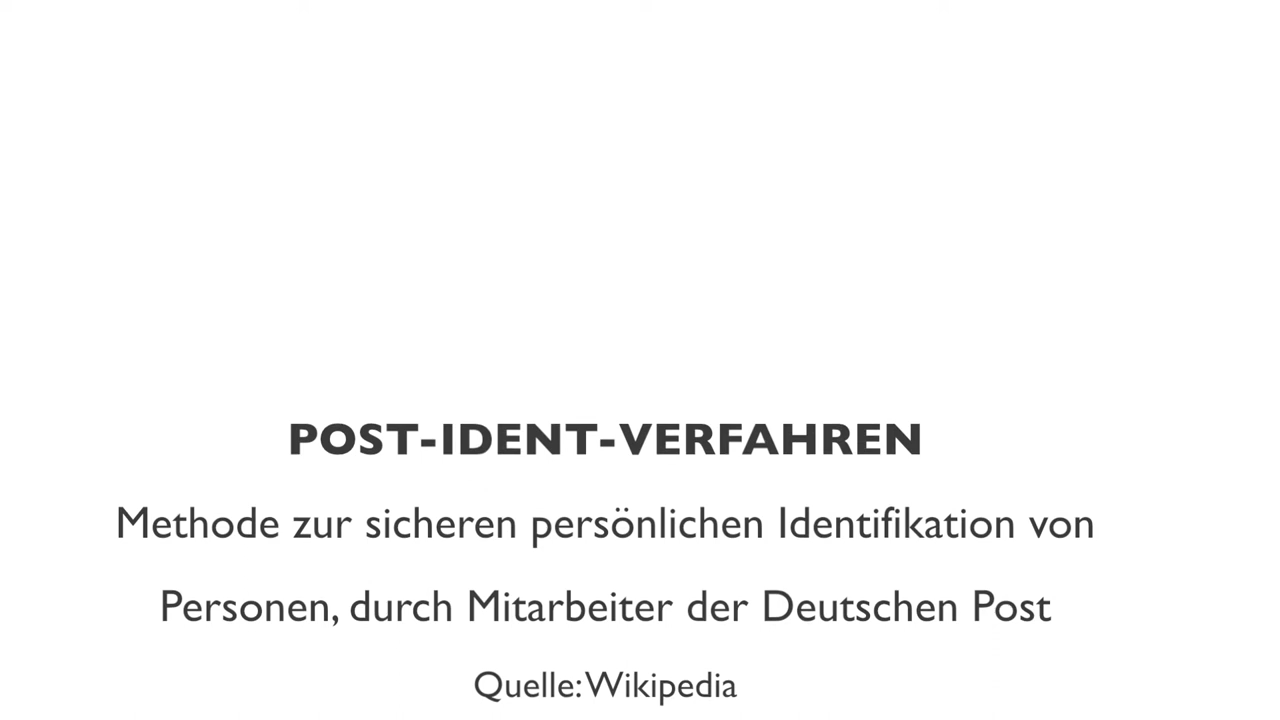 POST-IDENT-VERFAHREN
Methode zur sicheren persönlichen Identifikation von
Personen, durch Mitarbeiter der Deutschen Post
Quelle: Wikipedia